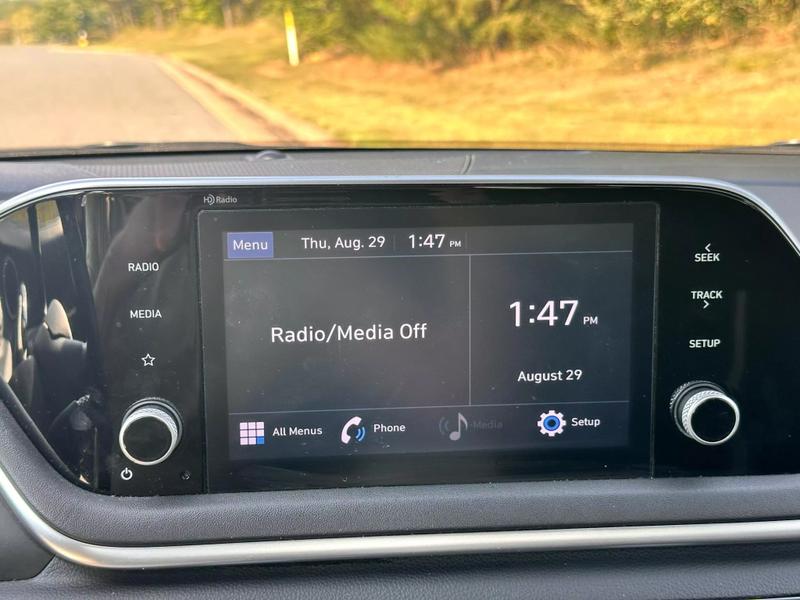 HD Radio
Menu Thu, Aug. 29 1:47 PM
RADIO
MEDIA
Radio/Media Off
1:47 PM
August 29
All Menus Phone Media Setup
SEEK
TRACK
SETUP